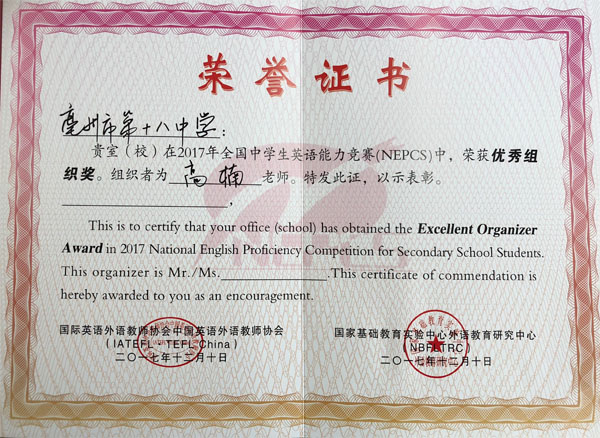 荣誉证书
亳州市第十八中学：
贵室（校）在2017年全国中学生英语能力竞赛(NEPCS)中，荣获优秀组
织奖。组织者为 高楠 老师。特发此证，以示表彰。
，
This is to certify that your office (school) has obtained the Excellent Organizer
Award in 2017 National English Proficiency Competition for Secondary School Students.
This organizer is Mr./Ms. .This certificate of commendation is
hereby awarded to you as an encouragement.
国际英语外语教师协会中国英语外语教师协会
(IATEFL·TEFL China)
二〇一七年十二月十日
国家基础教育实验中心外语教育研究中心
(NBFLTRC)
二〇一七年十二月十日